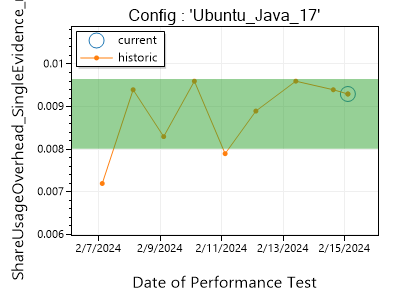 Config : 'Ubuntu_Java_17'
current
historic
ShareUsageOverhead_SingleEvidence_
0.01
0.009
0.008
0.007
0.006
2/7/2024 2/9/2024 2/11/2024 2/13/2024 2/15/2024
Date of Performance Test